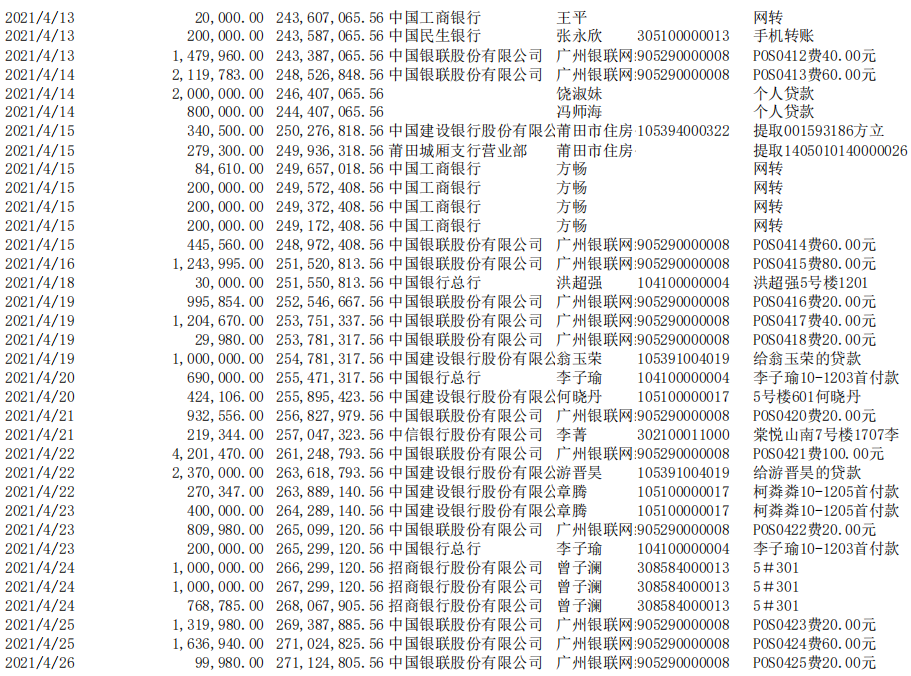 2021/4/13 20,000.00 243,607,065.56 中国工商银行 王平 网转
2021/4/13 200,000.00 243,587,065.56 中国民生银行 张永欣 305100000013 手机转账
2021/4/13 1,479,960.00 243,387,065.56 中国银联股份有限公司 广州银联网 905290000008 POS0412费40.00元
2021/4/14 2,119,783.00 248,526,848.56 中国银联股份有限公司 广州银联网 905290000008 POS0413费60.00元
2021/4/14 2,000,000.00 246,407,065.56 饶淑妹 个人贷款
2021/4/14 800,000.00 244,407,065.56 冯师海 个人贷款
2021/4/15 340,500.00 250,276,818.56 中国建设银行股份有限公 莆田市住房 105394000322 提取001593186方立
2021/4/15 279,300.00 249,936,318.56 莆田城厢支行营业部 莆田市住房 提取1405010140000026
2021/4/15 84,610.00 249,657,018.56 中国工商银行 方畅 网转
2021/4/15 200,000.00 249,572,408.56 中国工商银行 方畅 网转
2021/4/15 200,000.00 249,372,408.56 中国工商银行 方畅 网转
2021/4/15 200,000.00 249,172,408.56 中国工商银行 方畅 网转
2021/4/15 445,560.00 248,972,408.56 中国银联股份有限公司 广州银联网 905290000008 POS0414费60.00元
2021/4/16 1,243,995.00 251,520,813.56 中国银联股份有限公司 广州银联网 905290000008 POS0415费80.00元
2021/4/18 30,000.00 251,550,813.56 中国银行总行 洪超强 104100000004 洪超强5号楼1201
2021/4/19 995,854.00 252,546,667.56 中国银联股份有限公司 广州银联网 905290000008 POS0416费20.00元
2021/4/19 1,204,670.00 253,751,337.56 中国银联股份有限公司 广州银联网 905290000008 POS0417费40.00元
2021/4/19 29,980.00 253,781,317.56 中国银联股份有限公司 广州银联网 905290000008 POS0418费20.00元
2021/4/19 1,000,000.00 254,781,317.56 中国建设银行股份有限公 翁玉荣 105391004019 给翁玉荣的贷款
2021/4/20 690,000.00 255,471,317.56 中国银行总行 李子瑜 104100000004 李子瑜10-1203首付款
2021/4/20 424,106.00 255,895,423.56 中国建设银行股份有限公 何晓丹 105100000017 5号楼601何晓丹
2021/4/21 932,556.00 256,827,979.56 中国银联股份有限公司 广州银联网 905290000008 POS0420费20.00元
2021/4/21 219,344.00 257,047,323.56 中信银行股份有限公司 李菁 302100011000 棠悦山南7号楼1707李
2021/4/22 4,201,470.00 261,248,793.56 中国银联股份有限公司 广州银联网 905290000008 POS0421费100.00元
2021/4/22 2,370,000.00 263,618,793.56 中国建设银行股份有限公 游晋昊 105391004019 给游晋昊的贷款
2021/4/22 270,347.00 263,889,140.56 中国建设银行股份有限公 章腾 105100000017 柯粦粦10-1205首付款
2021/4/23 400,000.00 264,289,140.56 中国建设银行股份有限公 章腾 105100000017 柯粦粦10-1205首付款
2021/4/23 809,980.00 265,099,120.56 中国银联股份有限公司 广州银联网 905290000008 POS0422费20.00元
2021/4/23 200,000.00 265,299,120.56 中国银行总行 李子瑜 104100000004 李子瑜10-1203首付款
2021/4/24 1,000,000.00 266,299,120.56 招商银行股份有限公司 曾子澜 308584000013 5#301
2021/4/24 1,000,000.00 267,299,120.56 招商银行股份有限公司 曾子澜 308584000013 5#301
2021/4/24 768,785.00 268,067,905.56 招商银行股份有限公司 曾子澜 308584000013 5#301
2021/4/25 1,319,980.00 269,387,885.56 中国银联股份有限公司 广州银联网 905290000008 POS0423费20.00元
2021/4/25 1,636,940.00 271,024,825.56 中国银联股份有限公司 广州银联网 905290000008 POS0424费60.00元
2021/4/26 99,980.00 271,124,805.56 中国银联股份有限公司 广州银联网 905290000008 POS0425费20.00元